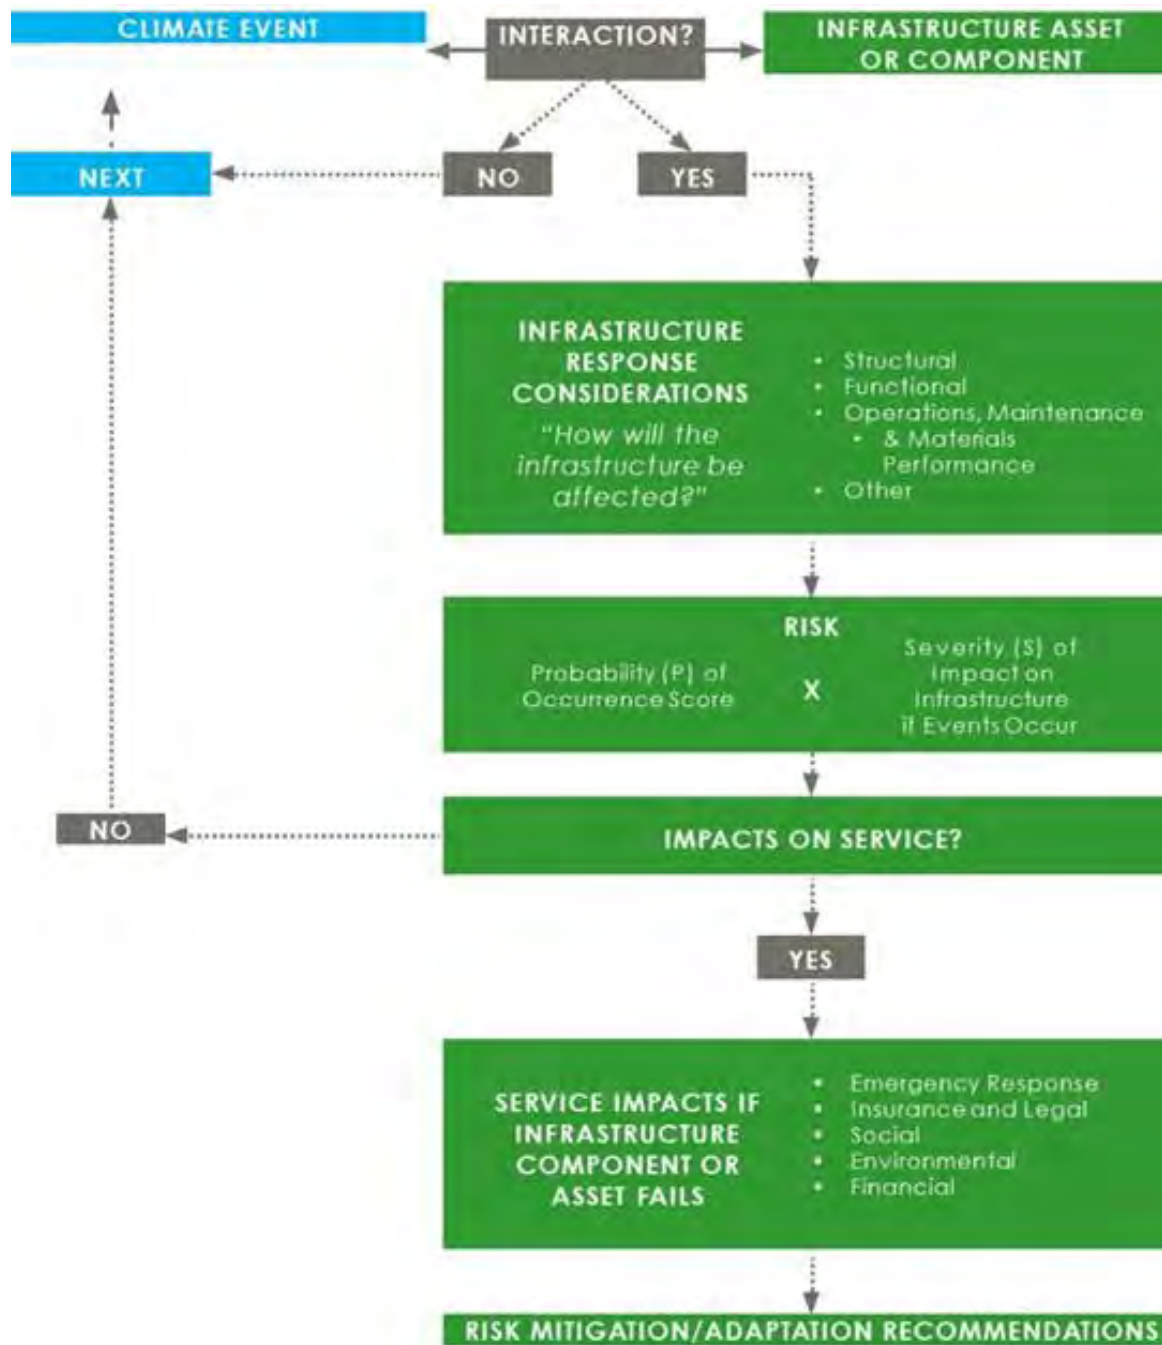 CLIMATE EVENT
INTERACTION?
INFRASTRUCTURE ASSET
OR COMPONENT
NEXT
NO
YES
INFRASTRUCTURE
RESPONSE
CONSIDERATIONS
"How will the
infrastructure be
affected?"
• Structural
• Functional
• Operations, Maintenance
• & Materials
Performance
• Other
RISK
Probability (P) of
Occurrence Score
X
Severity (S) of
Impact on
Infrastructure
if Events Occur
NO
IMPACTS ON SERVICE?
YES
SERVICE IMPACTS IF
INFRASTRUCTURE
COMPONENT OR
ASSET FAILS
• Emergency Response
• Insurance and Legal
• Social
• Environmental
• Financial
RISK MITIGATION/ADAPTATION RECOMMENDATIONS